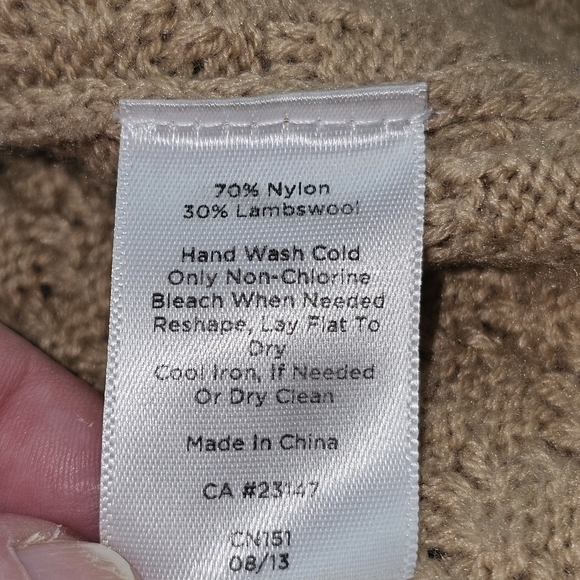 70% Nylon
30% Lambswool
Hand Wash Cold
Only Non-Chlorine
Bleach When Needed
Reshape, Lay Flat To
Dry
Cool Iron, If Needed
Or Dry Clean
Made In China
CA #23147
CN151
08/13